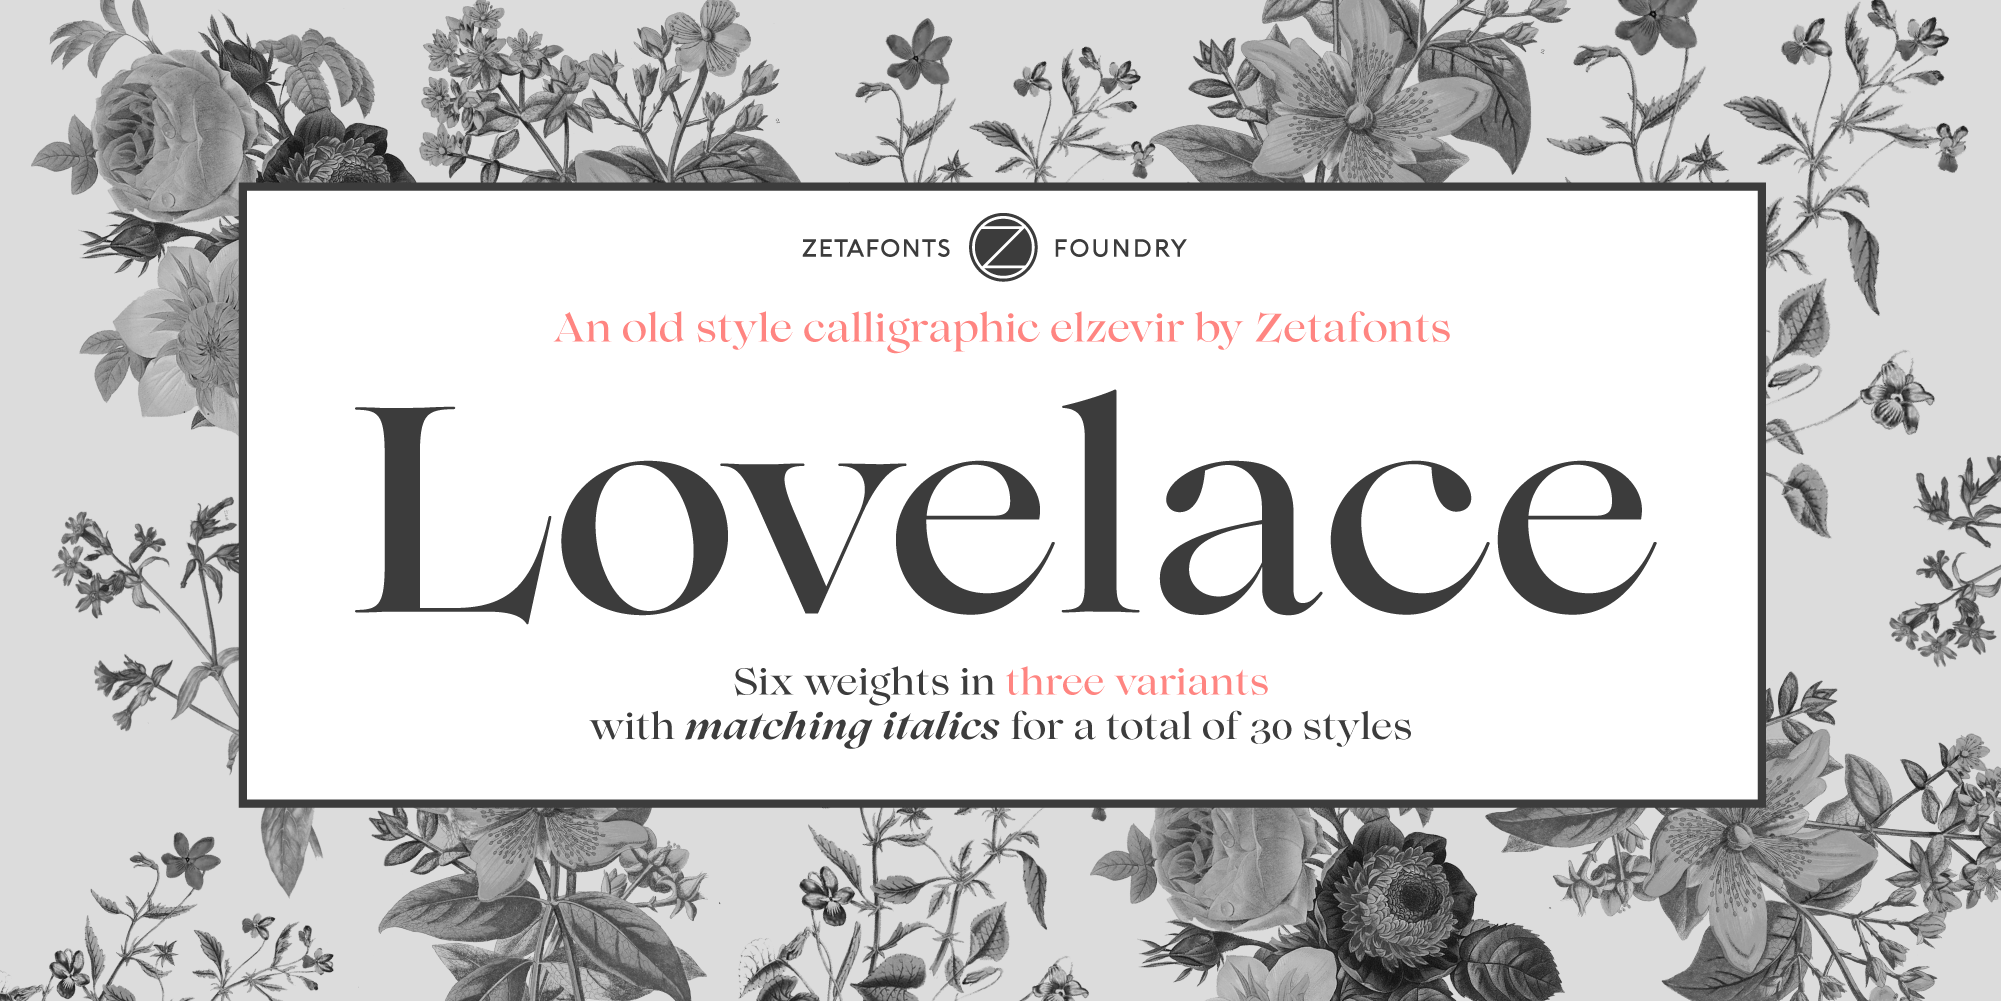 ZETAFONTS Z FOUNDRY
An old style calligraphic elzevir by Zetafonts
Lovelace
Six weights in three variants
with matching italics for a total of 30 styles